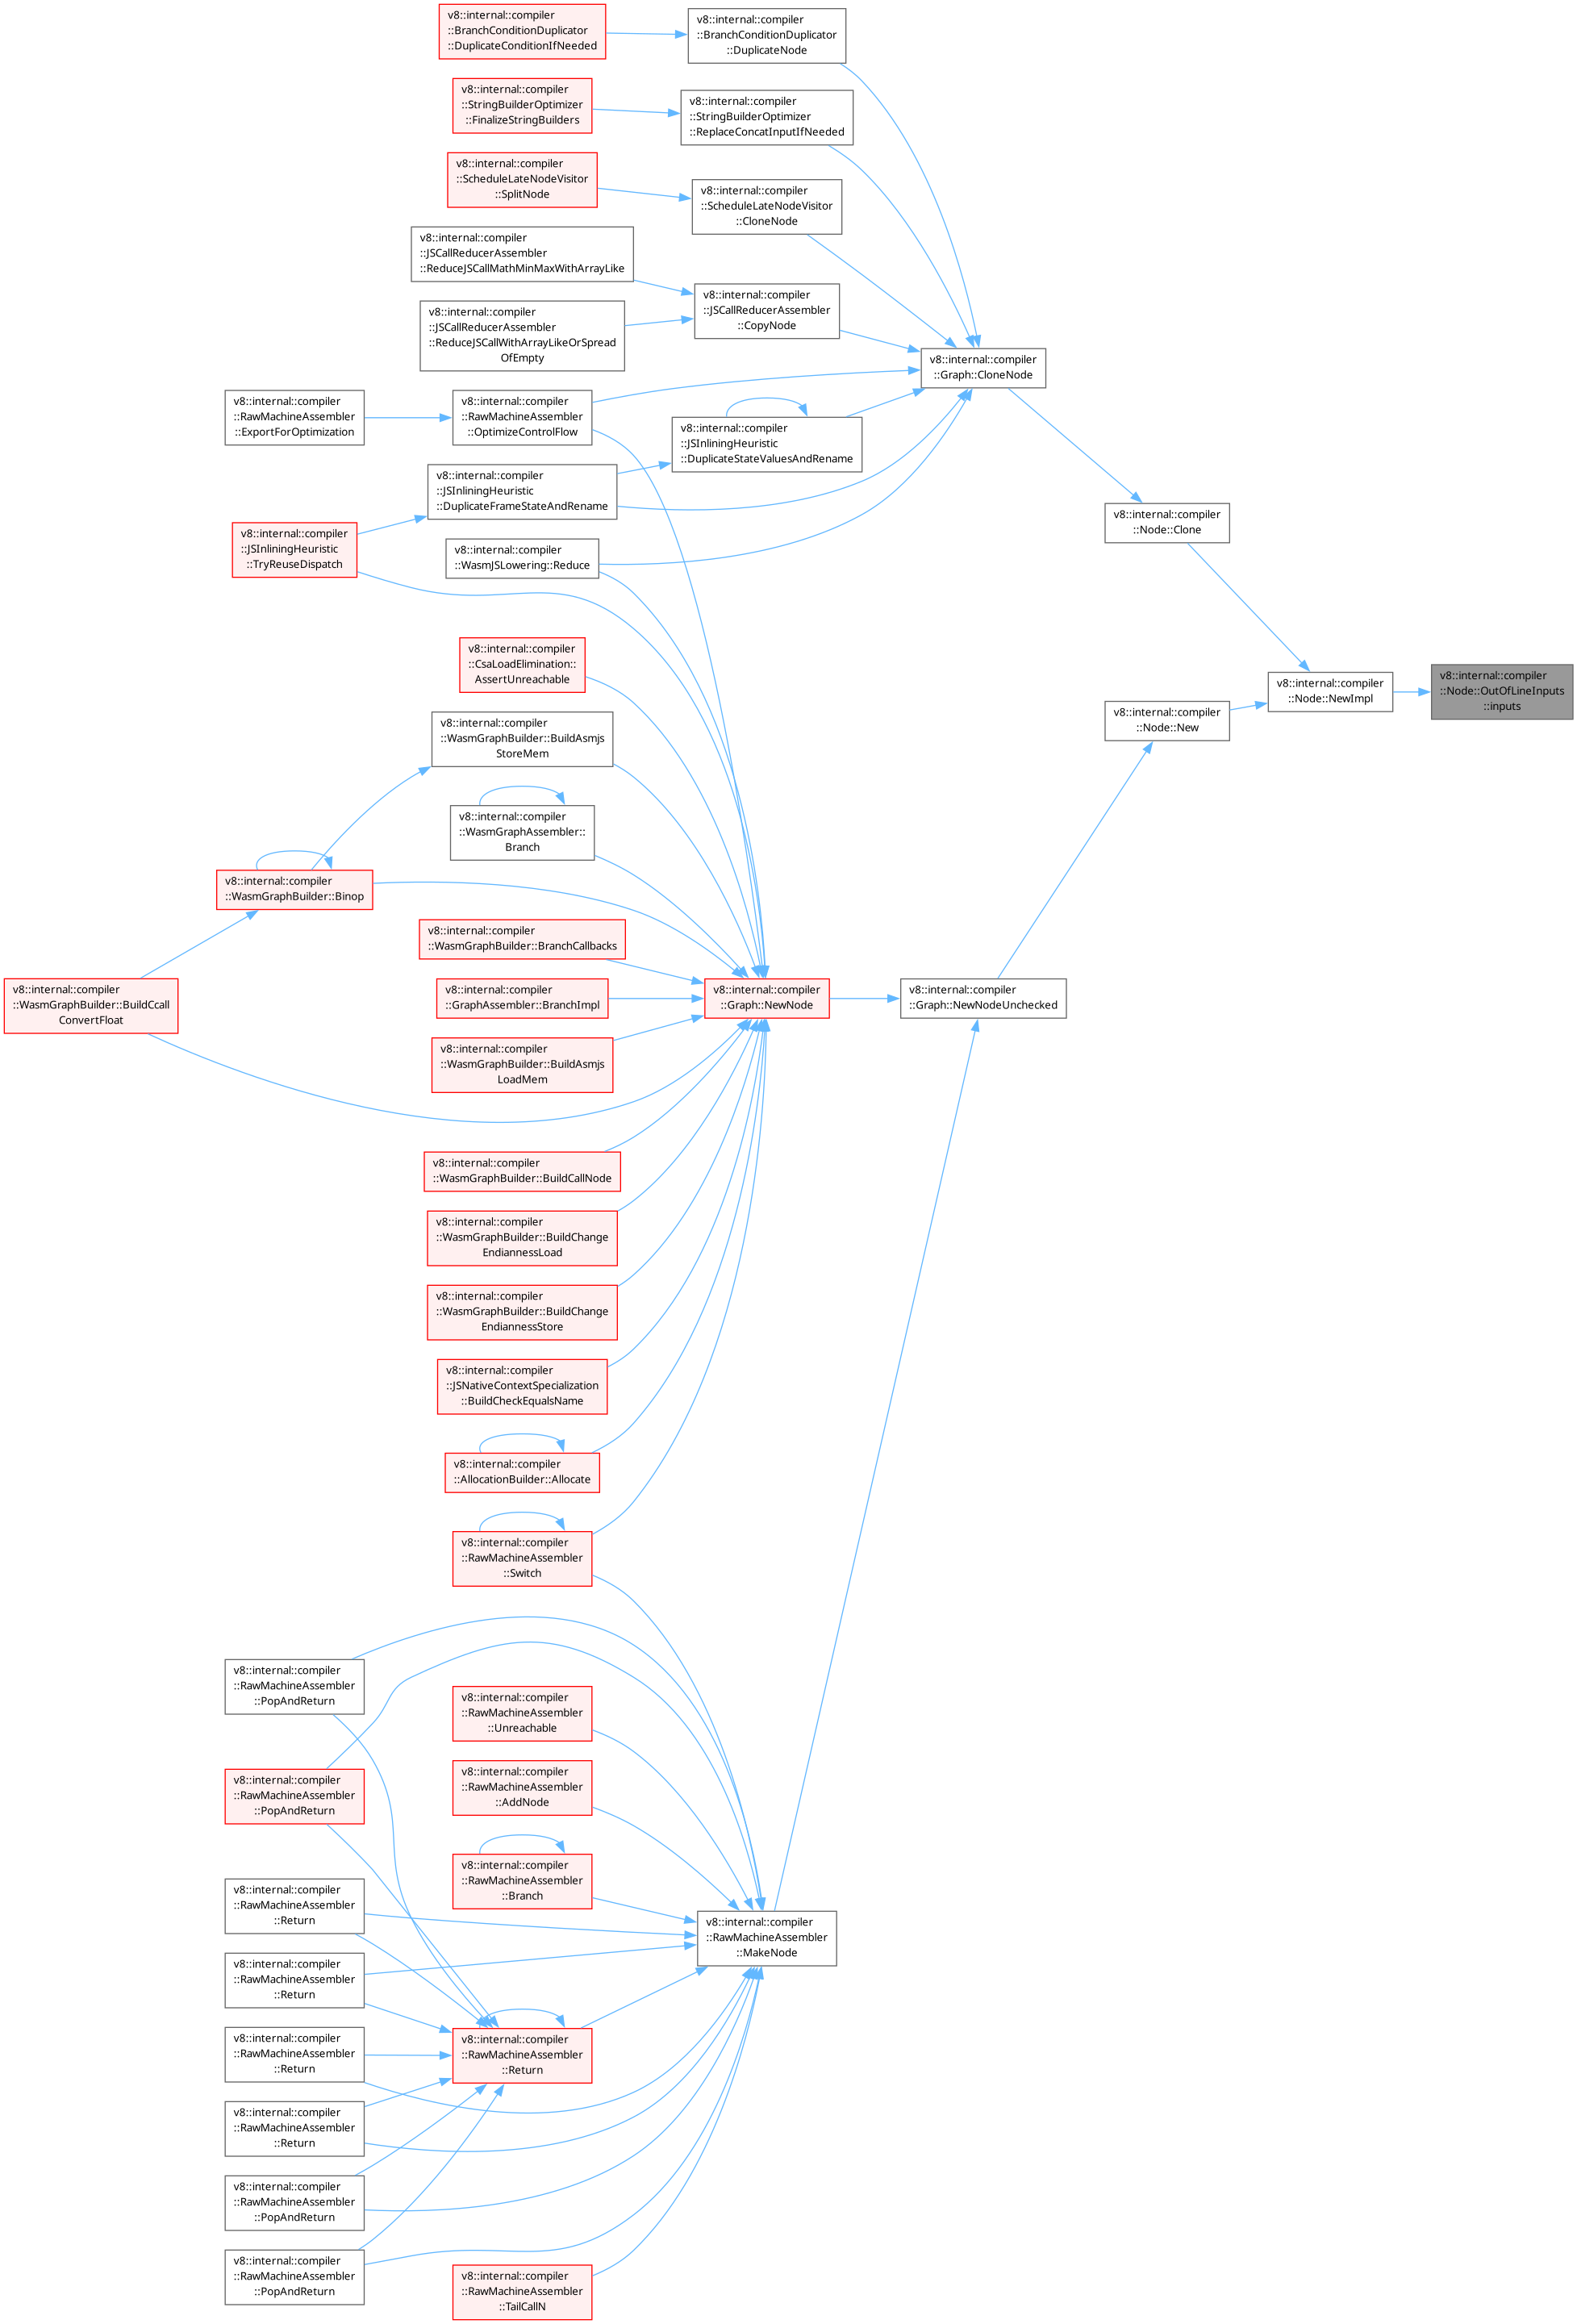 v8::internal::compiler
::BranchConditionDuplicator
::DuplicateConditionIfNeeded
v8::internal::compiler
::BranchConditionDuplicator
::DuplicateNode
v8::internal::compiler
::StringBuilderOptimizer
::FinalizeStringBuilders
v8::internal::compiler
::StringBuilderOptimizer
::ReplaceConcatInputIfNeeded
v8::internal::compiler
::ScheduleLateNodeVisitor
::SplitNode
v8::internal::compiler
::ScheduleLateNodeVisitor
::CloneNode
v8::internal::compiler
::JSCallReducerAssembler
::ReduceJSCallMathMinMaxWithArrayLike
v8::internal::compiler
::JSCallReducerAssembler
::CopyNode
v8::internal::compiler
::JSCallReducerAssembler
::ReduceJSCallWithArrayLikeOrSpread
OfEmpty
v8::internal::compiler
::Graph::CloneNode
v8::internal::compiler
::RawMachineAssembler
::ExportForOptimization
v8::internal::compiler
::RawMachineAssembler
::OptimizeControlFlow
v8::internal::compiler
::JSInliningHeuristic
::DuplicateStateValuesAndRename
v8::internal::compiler
::JSInliningHeuristic
::DuplicateFrameStateAndRename
v8::internal::compiler
::Node::Clone
v8::internal::compiler
::JSInliningHeuristic
::TryReuseDispatch
v8::internal::compiler
::WasmJSLowering::Reduce
v8::internal::compiler
::CsaLoadElimination::
AssertUnreachable
v8::internal::compiler
::Node::NewImpl
v8::internal::compiler
::Node::OutOfLineInputs
::inputs
v8::internal::compiler
::Node::New
v8::internal::compiler
::WasmGraphBuilder::BuildAsmjs
StoreMem
v8::internal::compiler
::WasmGraphAssembler::
Branch
v8::internal::compiler
::WasmGraphBuilder::Binop
v8::internal::compiler
::WasmGraphBuilder::BranchCallbacks
v8::internal::compiler
::WasmGraphBuilder::BuildCcall
ConvertFloat
v8::internal::compiler
::GraphAssembler::BranchImpl
v8::internal::compiler
::Graph::NewNode
v8::internal::compiler
::Graph::NewNodeUnchecked
v8::internal::compiler
::WasmGraphBuilder::BuildAsmjs
LoadMem
v8::internal::compiler
::WasmGraphBuilder::BuildCallNode
v8::internal::compiler
::WasmGraphBuilder::BuildChange
EndiannessLoad
v8::internal::compiler
::WasmGraphBuilder::BuildChange
EndiannessStore
v8::internal::compiler
::JSNativeContextSpecialization
::BuildCheckEqualsName
v8::internal::compiler
::AllocationBuilder::Allocate
v8::internal::compiler
::RawMachineAssembler
::Switch
v8::internal::compiler
::RawMachineAssembler
::PopAndReturn
v8::internal::compiler
::RawMachineAssembler
::Unreachable
v8::internal::compiler
::RawMachineAssembler
::PopAndReturn
v8::internal::compiler
::RawMachineAssembler
::AddNode
v8::internal::compiler
::RawMachineAssembler
::Branch
v8::internal::compiler
::RawMachineAssembler
::Return
v8::internal::compiler
::RawMachineAssembler
::MakeNode
v8::internal::compiler
::RawMachineAssembler
::Return
v8::internal::compiler
::RawMachineAssembler
::Return
v8::internal::compiler
::RawMachineAssembler
::Return
v8::internal::compiler
::RawMachineAssembler
::Return
v8::internal::compiler
::RawMachineAssembler
::PopAndReturn
v8::internal::compiler
::RawMachineAssembler
::PopAndReturn
v8::internal::compiler
::RawMachineAssembler
::TailCallN